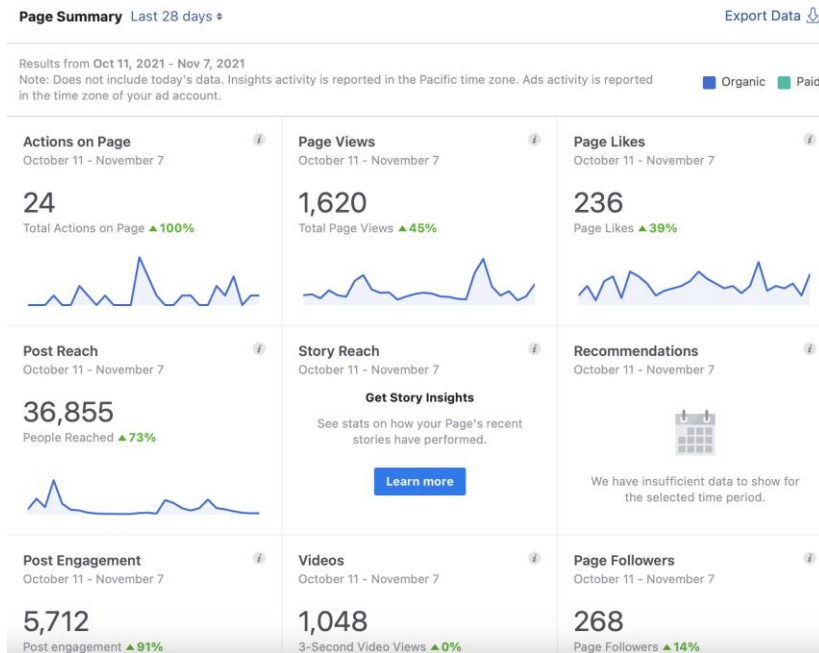 Page Summary Last 28 days
Export Data
Results from Oct 11, 2021 - Nov 7, 2021
Note: Does not include today's data. Insights activity is reported in the Pacific time zone. Ads activity is reported
in the time zone of your ad account.
Organic Paid
Actions on Page
October 11 - November 7
24
Total Actions on Page ▲100%
Page Views
October 11 - November 7
1,620
Total Page Views ▲45%
Page Likes
October 11 - November 7
236
Page Likes ▲39%
Post Reach
October 11 - November 7
36,855
People Reached ▲73%
Story Reach
October 11 - November 7
Get Story Insights
See stats on how your Page's recent
stories have performed.
Learn more
Recommendations
October 11 - November 7
We have insufficient data to show for
the selected time period.
Post Engagement
October 11 - November 7
5,712
Post engagement ▲91%
Videos
October 11 - November 7
1,048
3-Second Video Views ▲0%
Page Followers
October 11 - November 7
268
Page Followers ▲14%